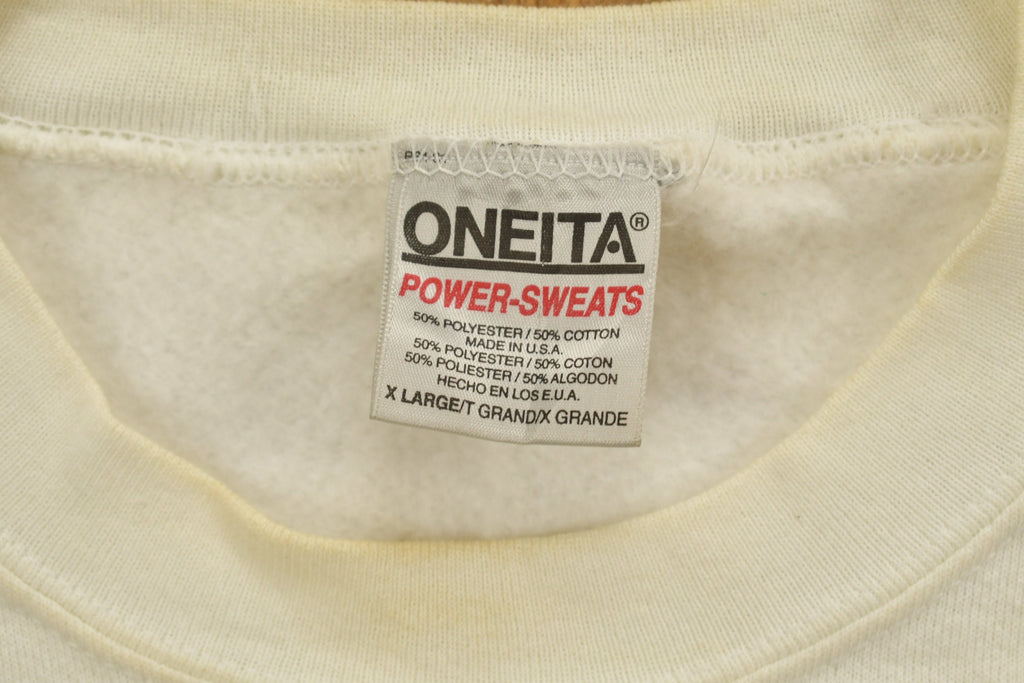 ONEITA®
POWER-SWEATS
50% POLYESTER / 50% COTTON
MADE IN U.S.A.
50% POLYESTER / 50% COTON
50% POLIESTER / 50% ALGODON
HECHO EN LOS E.U.A.
X LARGE/T GRAND/X GRANDE